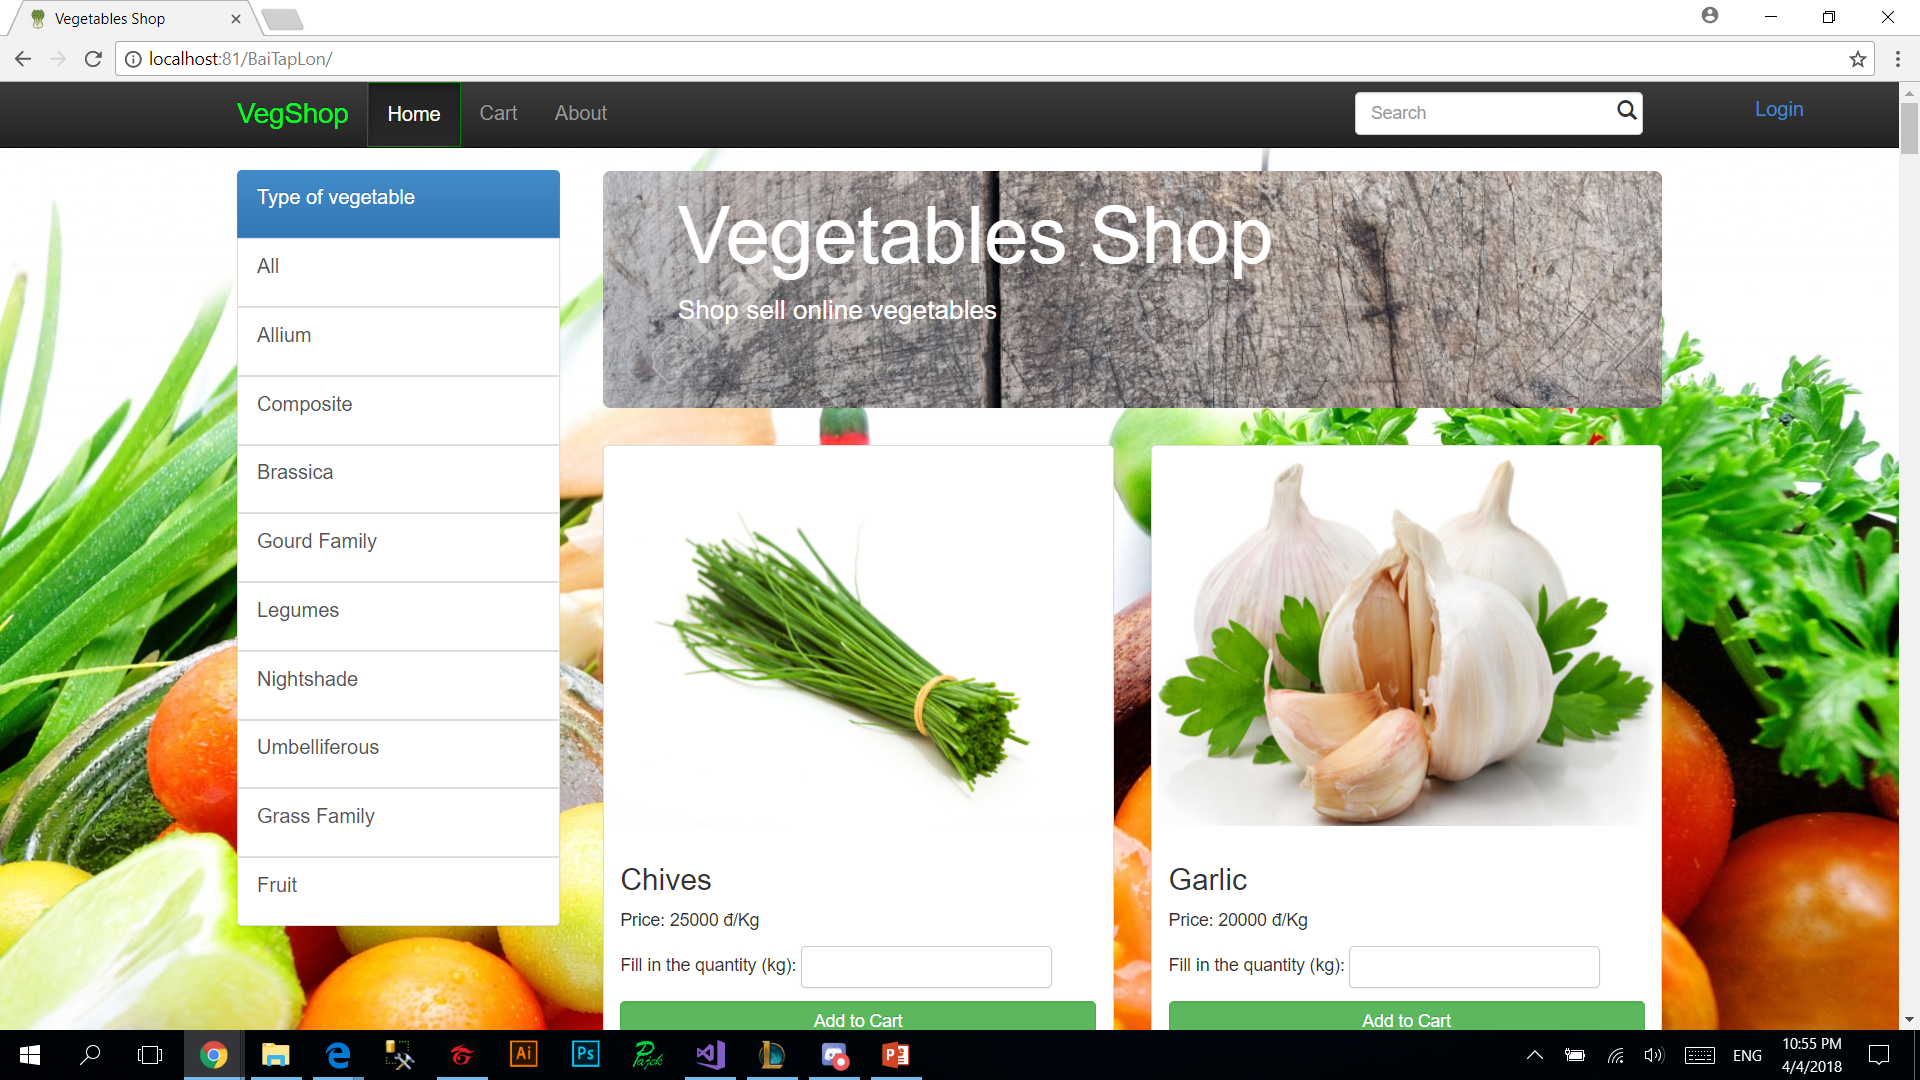 Vegetables Shop
localhost:81/BaiTapLon/
VegShop Home Cart About Search Login
Type of vegetable
All
Allium
Composite
Brassica
Gourd Family
Legumes
Nightshade
Umbelliferous
Grass Family
Fruit
Vegetables Shop
Shop sell online vegetables
Chives
Price: 25000 đ/Kg
Fill in the quantity (kg):
Add to Cart
Garlic
Price: 20000 đ/Kg
Fill in the quantity (kg):
Add to Cart
Ai
Ps
Pajek
P
ENG
10:55 PM
4/4/2018